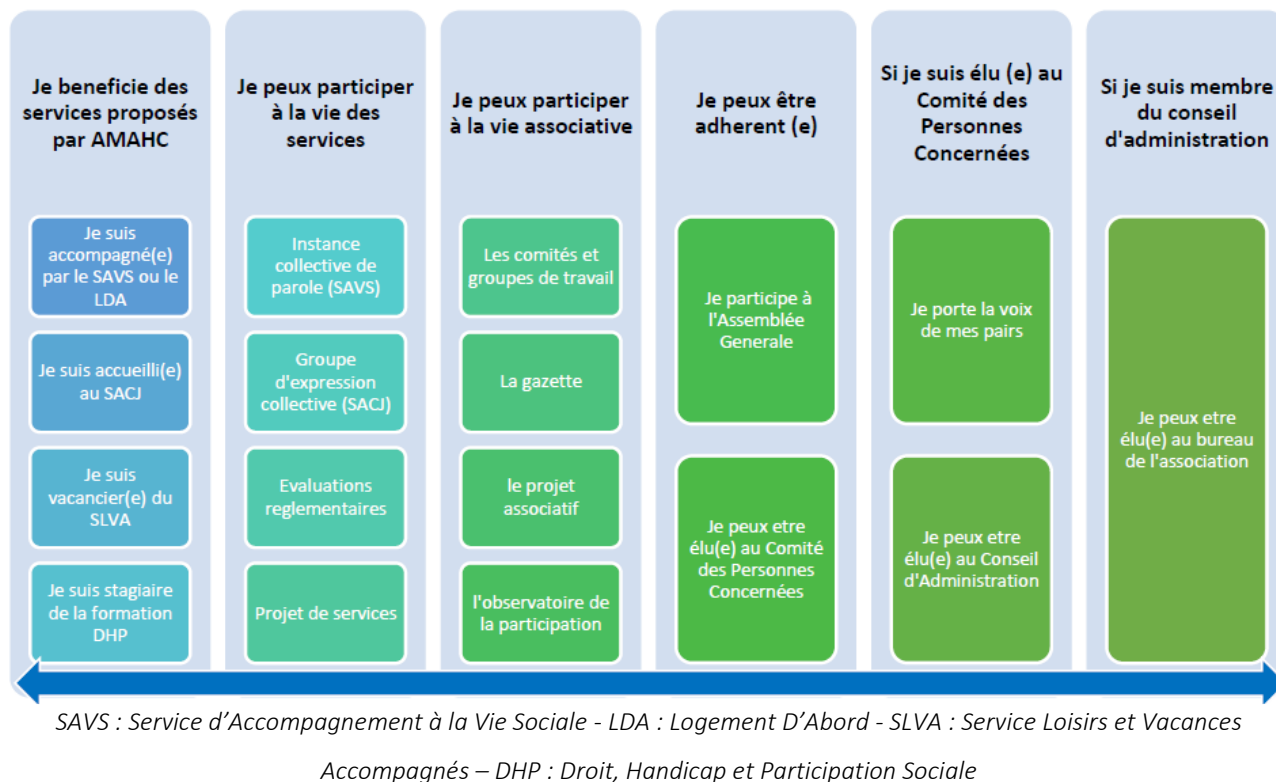 Je beneficie des
services proposés
par AMAHC
Je suis
accompagné(e)
par le SAVS ou le
LDA
Je suis accueilli(e)
au SACJ
Je suis
vacancier(e) du
SLVA
Je suis stagiaire
de la formation
DHP
Je peux participer
à la vie des
services
Instance
collective de
parole (SAVS)
Groupe
d'expression
collective (SACJ)
Evaluations
reglementaires
Projet de services
Je peux participer
à la vie associative
Les comités et
groupes de travail
La gazette
le projet
associatif
l'observatoire de
la participation
Je peux être
adherent (e)
Je participe à
l'Assemblée
Generale
Je peux etre
élu(e) au Comité
des Personnes
Concernées
Si je suis élu (e) au
Comité des
Personnes
Concernées
Je porte la voix
de mes pairs
Je peux etre
élu(e) au Conseil
d'Administration
Si je suis membre
du conseil
d'administration
Je peux etre
élu(e) au bureau
de l'association
SAVS : Service d'Accompagnement à la Vie Sociale - LDA : Logement D'Abord - SLVA : Service Loisirs et Vacances
Accompagnés – DHP : Droit, Handicap et Participation Sociale